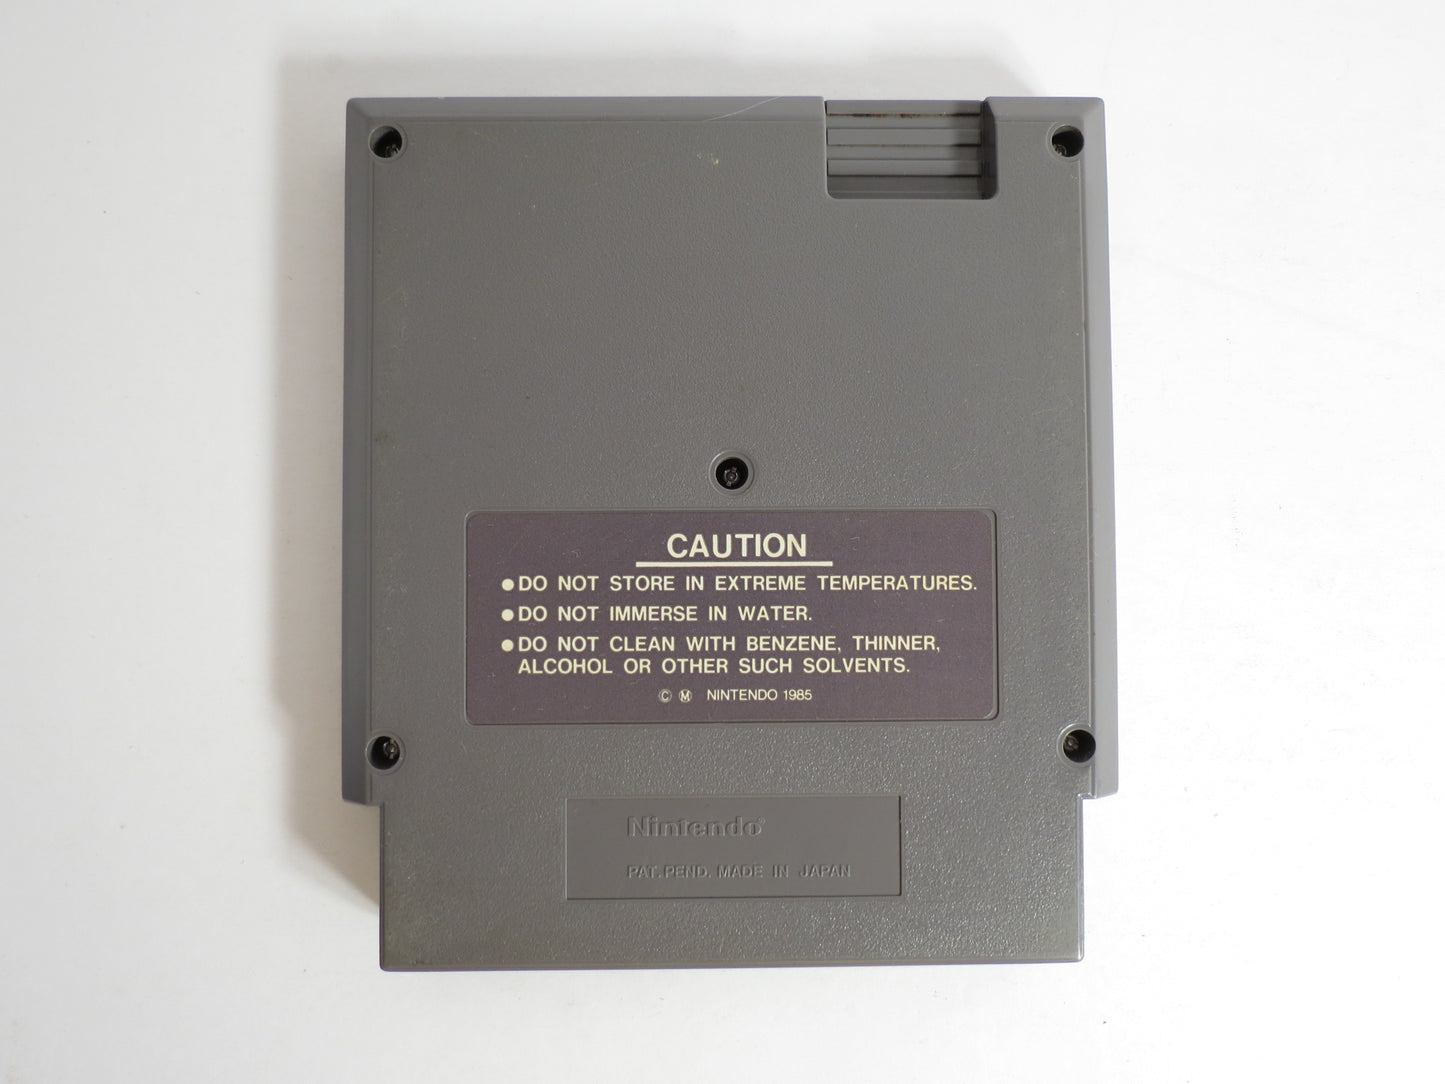 CAUTION
●DO NOT STORE IN EXTREME TEMPERATURES.
●DO NOT IMMERSE IN WATER.
●DO NOT CLEAN WITH BENZENE, THINNER,
ALCOHOL OR OTHER SUCH SOLVENTS.
© Ⓜ NINTENDO 1985
Nintendo®
PAT. PEND. MADE IN JAPAN